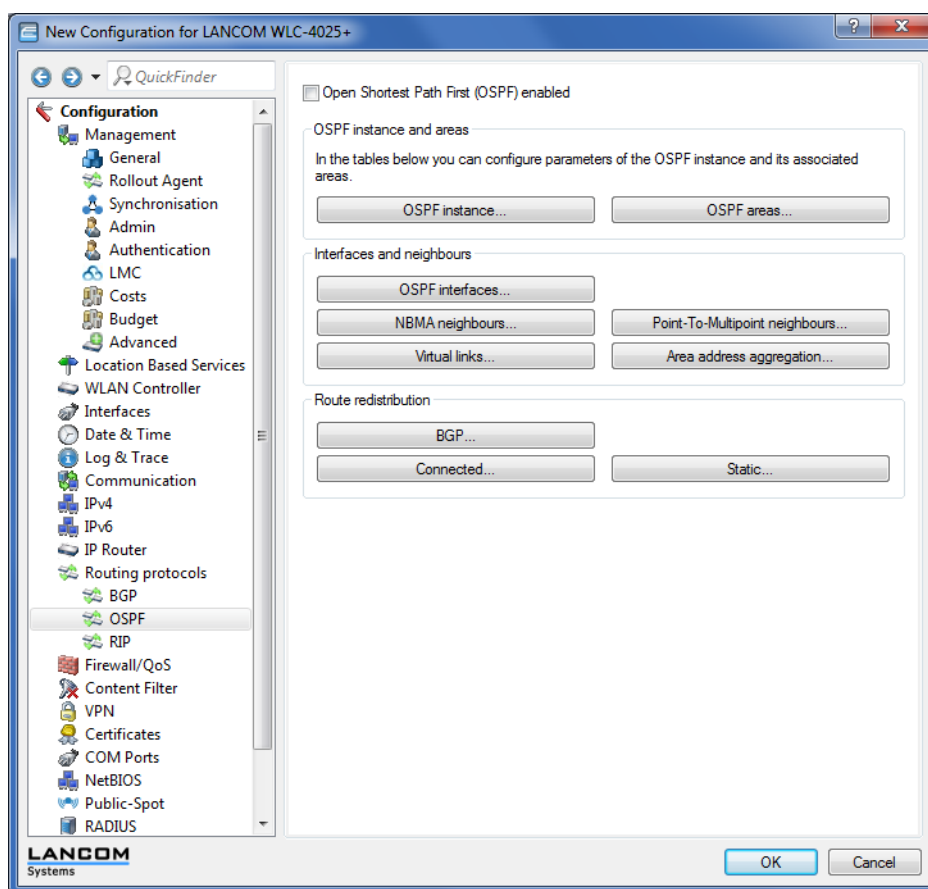 New Configuration for LANCOM WLC-4025+
QuickFinder
Configuration
Management
General
Rollout Agent
Synchronisation
Admin
Authentication
LMC
Costs
Budget
Advanced
Location Based Services
WLAN Controller
Interfaces
Date & Time
Log & Trace
Communication
IPv4
IPv6
IP Router
Routing protocols
BGP
OSPF
RIP
Firewall/QoS
Content Filter
VPN
Certificates
COM Ports
NetBIOS
Public-Spot
RADIUS
Open Shortest Path First (OSPF) enabled
OSPF instance and areas
In the tables below you can configure parameters of the OSPF instance and its associated
areas.
OSPF instance... OSPF areas...
Interfaces and neighbours
OSPF interfaces...
NBMA neighbours... Point-To-Multipoint neighbours...
Virtual links... Area address aggregation...
Route redistribution
BGP...
Connected... Static...
LANCOM
Systems
OK Cancel